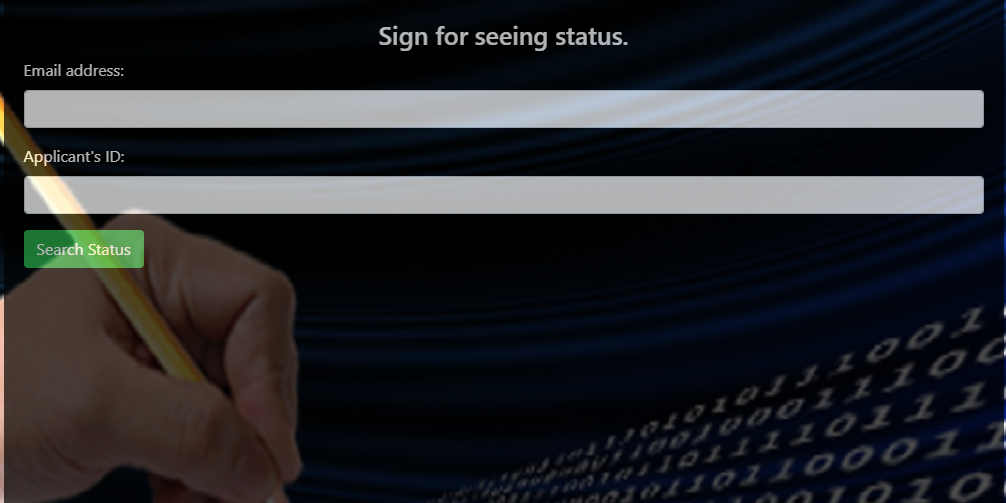 Sign for seeing status.
Email address:
Applicant's ID:
Search Status